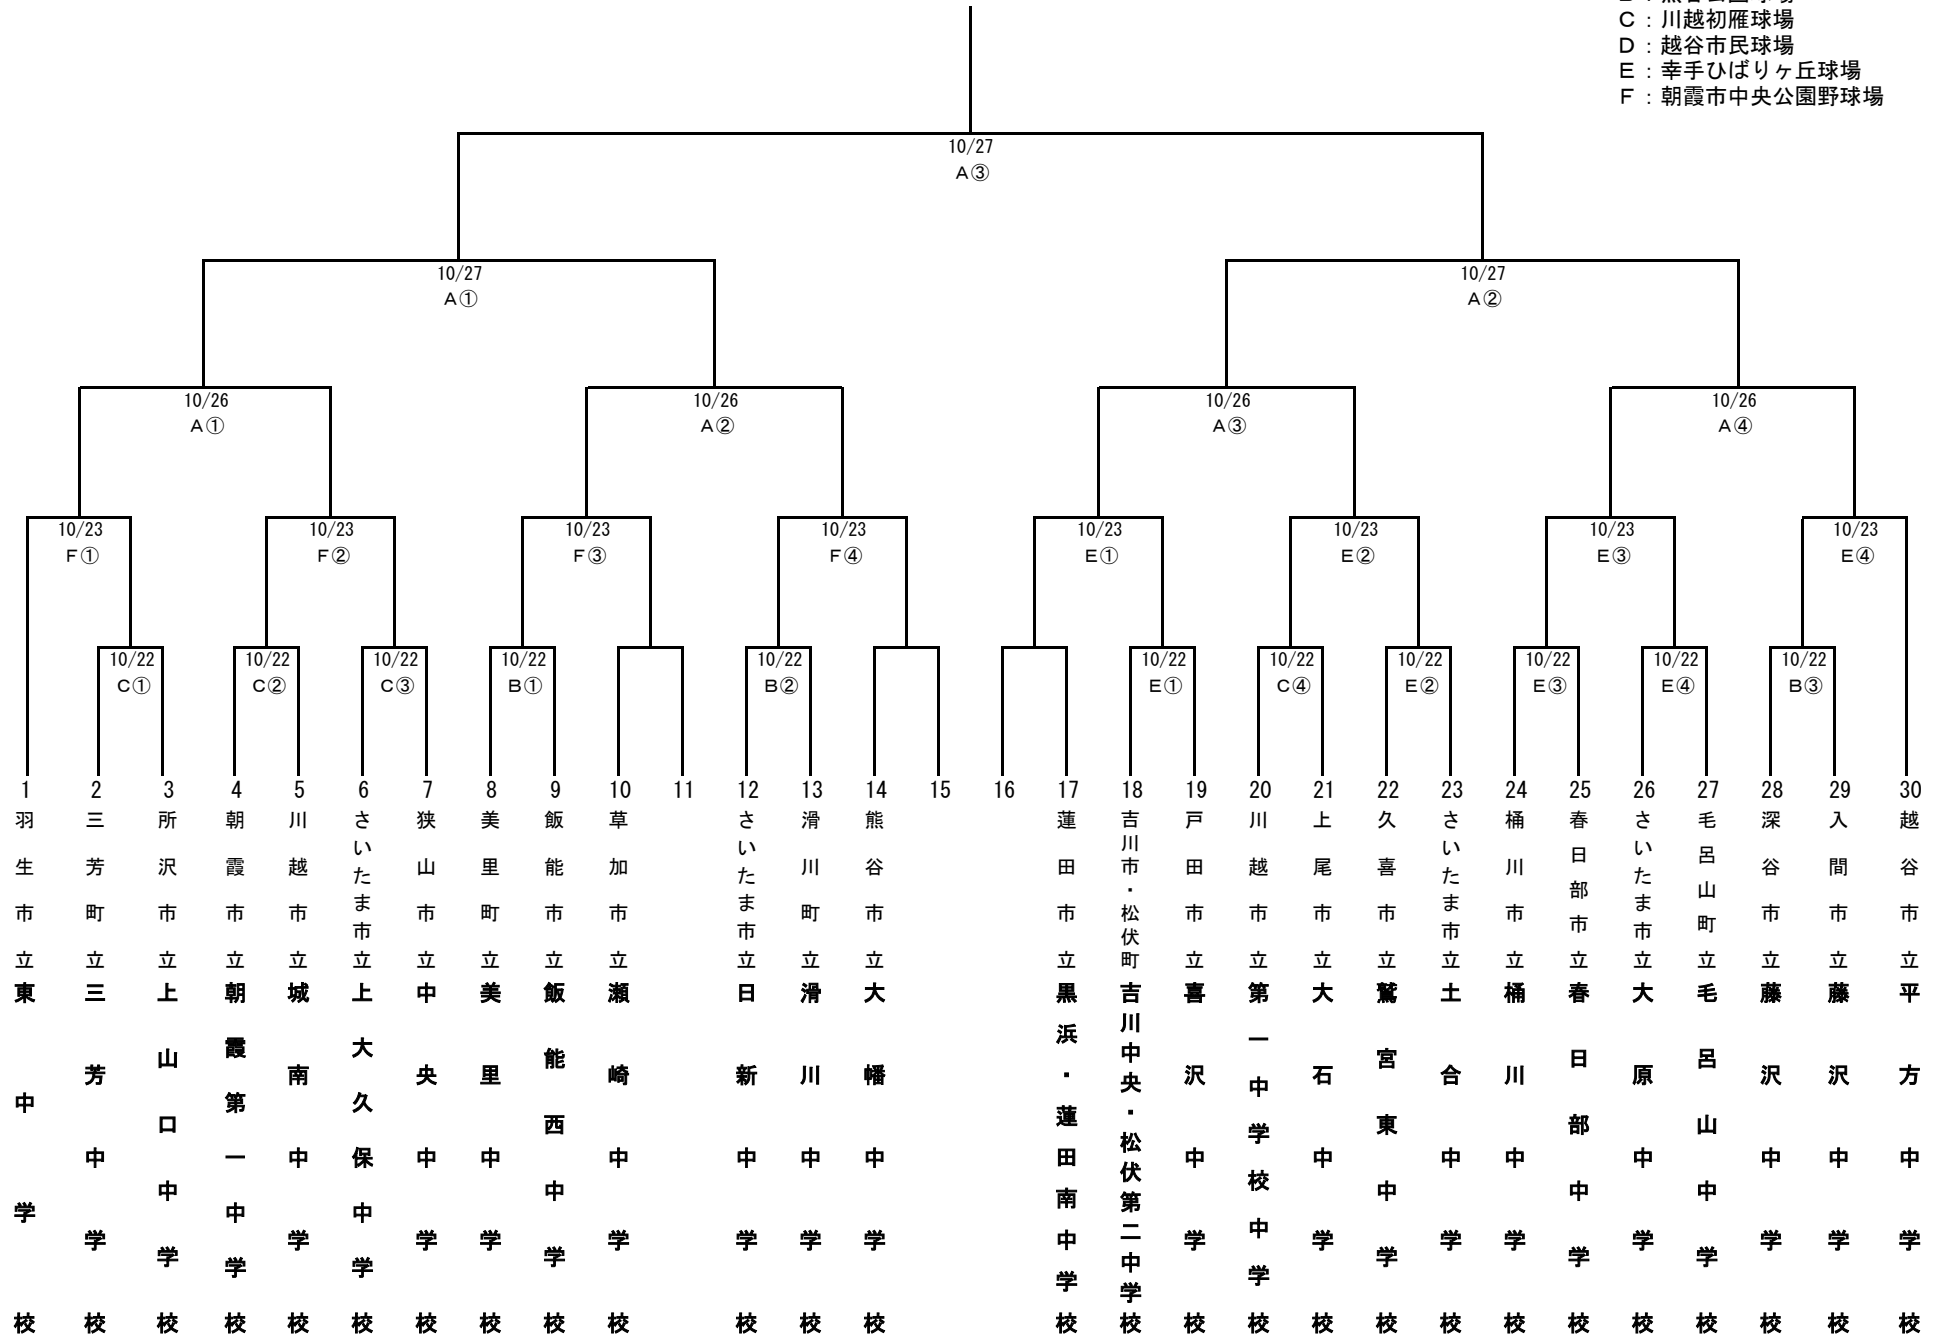 C：川越初雁球場
D：越谷市民球場
E：幸手ひばりヶ丘球場
F：朝霞市中央公園野球場
10/27
A③
10/27
A①
10/27
A②
10/26
A①
10/26
A②
10/26
A③
10/26
A④
10/23
F①
10/23
F②
10/23
F③
10/23
F④
10/23
E①
10/23
E②
10/23
E③
10/23
E④
10/22
C①
10/22
C②
10/22
C③
10/22
B①
10/22
B②
10/22
E①
10/22
C④
10/22
E②
10/22
E③
10/22
E④
10/22
B③
1
羽生市立
東中学校
2
三芳町立
三芳中学校
3
所沢市立
上山口中学校
4
朝霞市立
朝霞第一中学校
5
川越市立
城南中学校
6
さいたま市立
上大久保中学校
7
狭山市立
中央中学校
8
美里町立
美里中学校
9
飯能市立
飯能西中学校
10
草加市立
瀬崎中学校
11
12
さいたま市立
日新中学校
13
滑川町立
滑川中学校
14
熊谷市立
大幡中学校
15
16
17
蓮田市立
黒浜・蓮田南中学校
18
吉川市・松伏町
吉川中央・松伏第二中学校
19
戸田市立
喜沢中学校
20
川越市立
第一中学校中学校
21
上尾市立
大石中学校
22
久喜市立
鷲宮東中学校
23
さいたま市立
土合中学校
24
桶川市立
桶川中学校
25
春日部市立
春日部中学校
26
さいたま市立
大原中学校
27
毛呂山町立
毛呂山中学校
28
深谷市立
藤沢中学校
29
入間市立
藤沢中学校
30
越谷市立
平方中学校